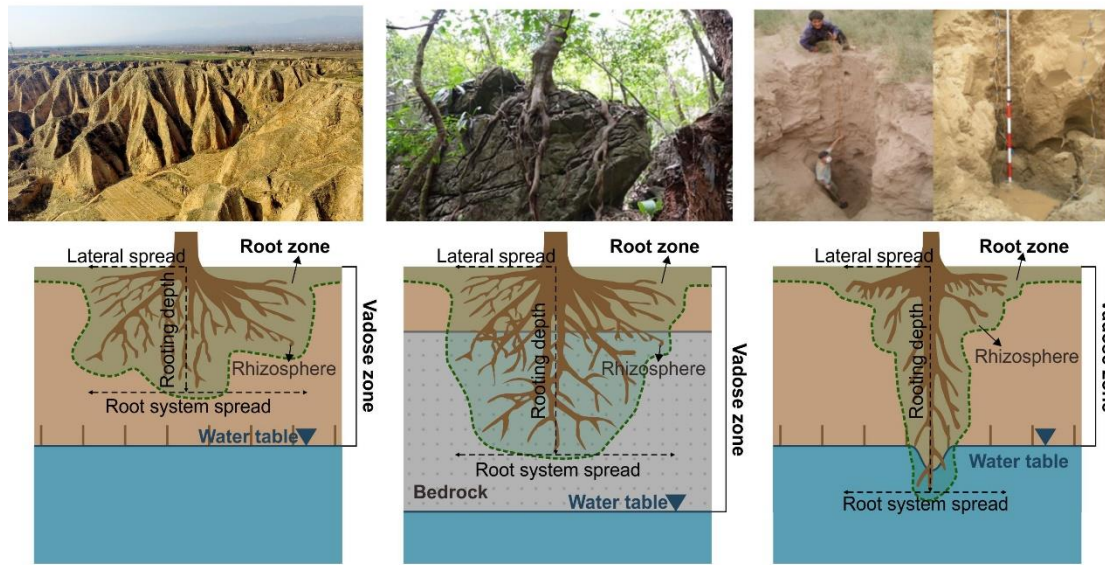 Lateral spread
Root zone
Rooting depth
Rhizosphere
Root system spread
Water table
Vadose zone
Lateral spread
Root zone
Rooting depth
Rhizosphere
Root system spread
Bedrock
Water table
Vadose zone
Lateral spread
Root zone
Rooting depth
Rhizosphere
Water table
Root system spread
Vadose zone